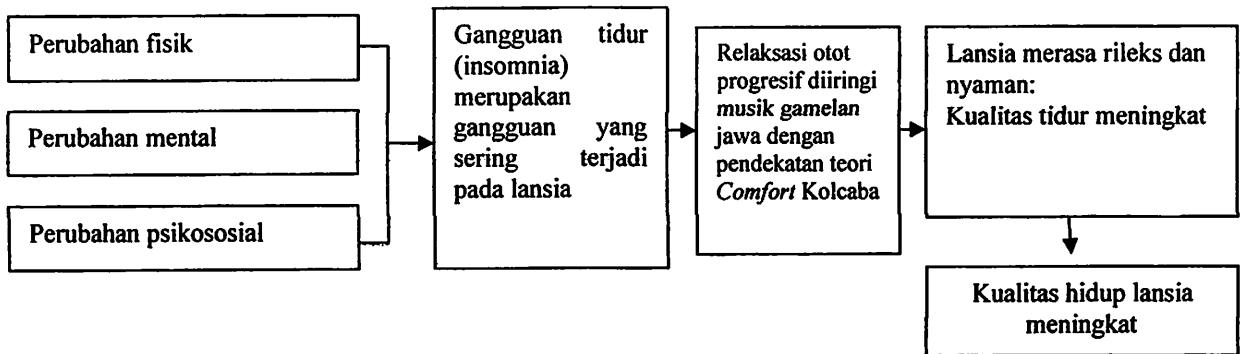 Perubahan fisik
Perubahan mental
Perubahan psikososial
Gangguan tidur
(insomnia)
merupakan
gangguan yang
sering terjadi
pada lansia
Relaksasi otot
progresif diiringi
musik gamelan
jawa dengan
pendekatan teori
Comfort Kolcaba
Lansia merasa rileks dan
nyaman:
Kualitas tidur meningkat
Kualitas hidup lansia
meningkat